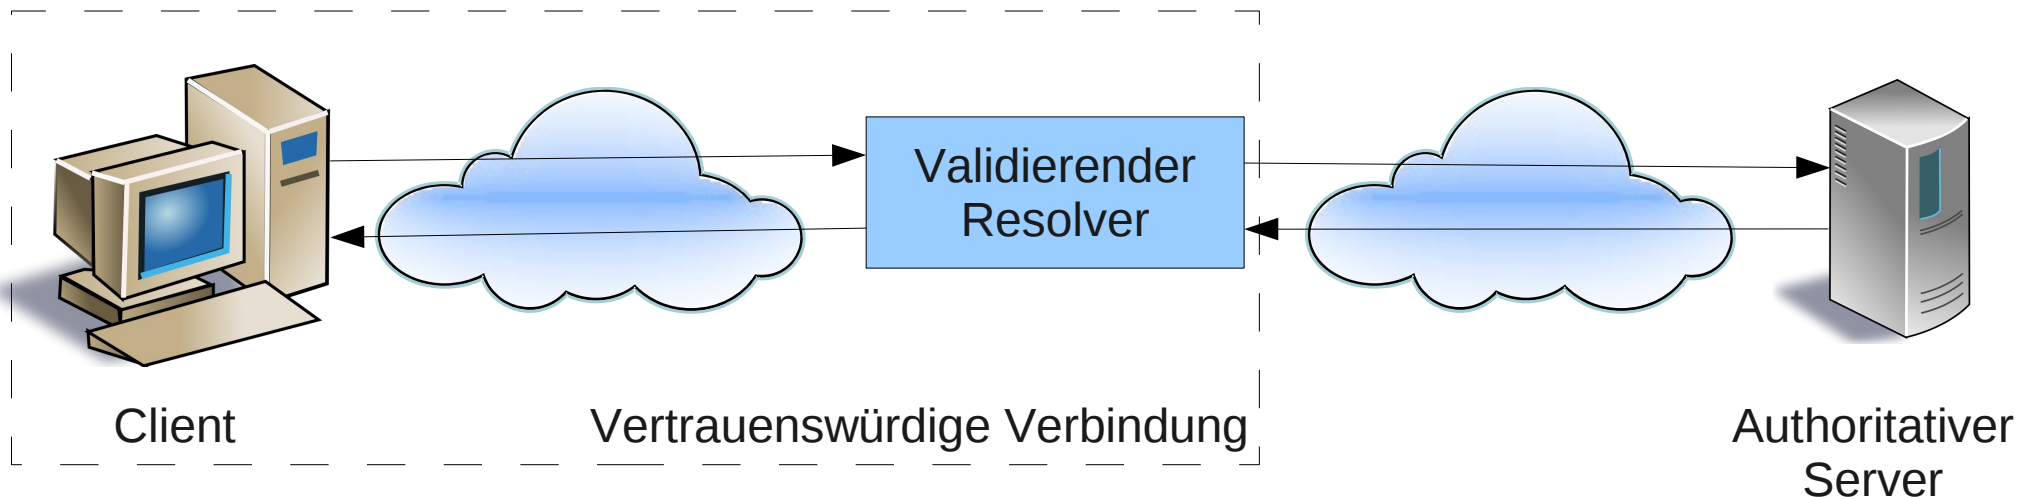 Validierender
Resolver
Client
Vertrauenswürdige Verbindung
Authoritativer
Server